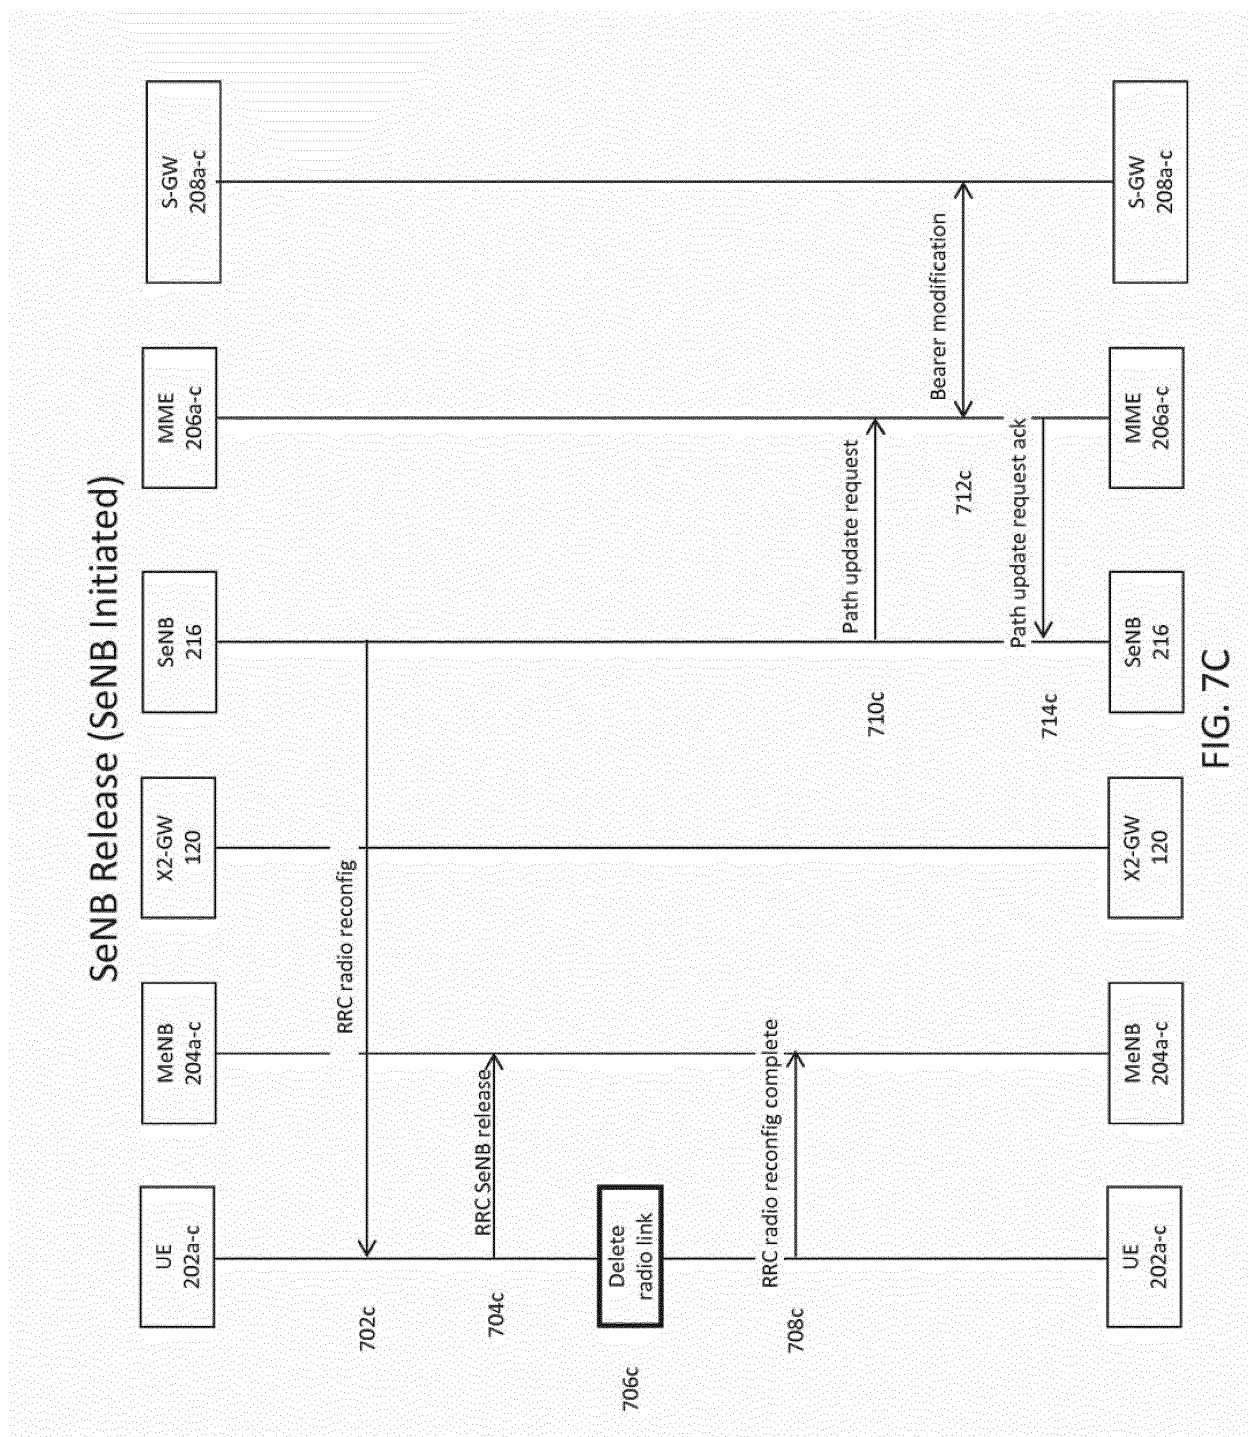 SeNB Release (SeNB Initiated)
UE
202a-c
MeNB
204a-c
X2-GW
120
SeNB
216
MME
206a-c
S-GW
208a-c
RRC radio reconfig
702c
RRC SeNB release
704c
Delete
radio link
706c
RRC radio reconfig complete
708c
Path update request
710c
Bearer modification
712c
Path update request ack
714c
UE
202a-c
MeNB
204a-c
X2-GW
120
SeNB
216
MME
206a-c
S-GW
208a-c
FIG. 7C